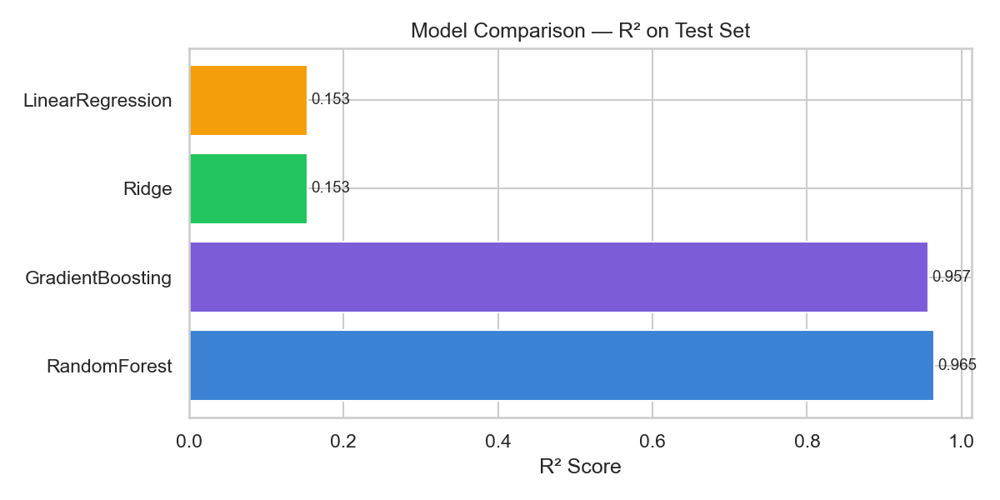 Model Comparison — R² on Test Set
LinearRegression
0.153
Ridge
0.153
GradientBoosting
0.957
RandomForest
0.965
0.0 0.2 0.4 0.6 0.8 1.0
R² Score